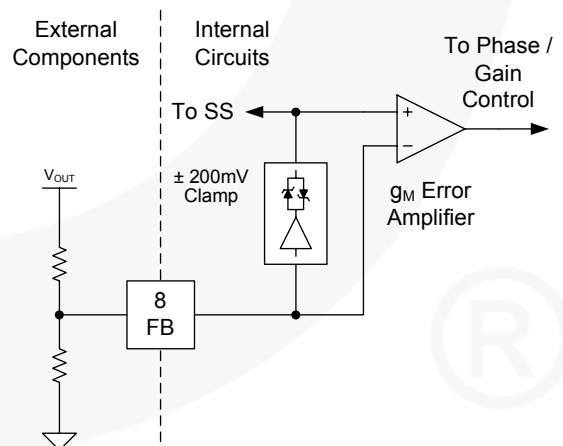 External
Components
Internal
Circuits
To Phase /
Gain
Control
To SS
+
−
± 200mV
Clamp
gM Error
Amplifier
VOUT
8
FB
®